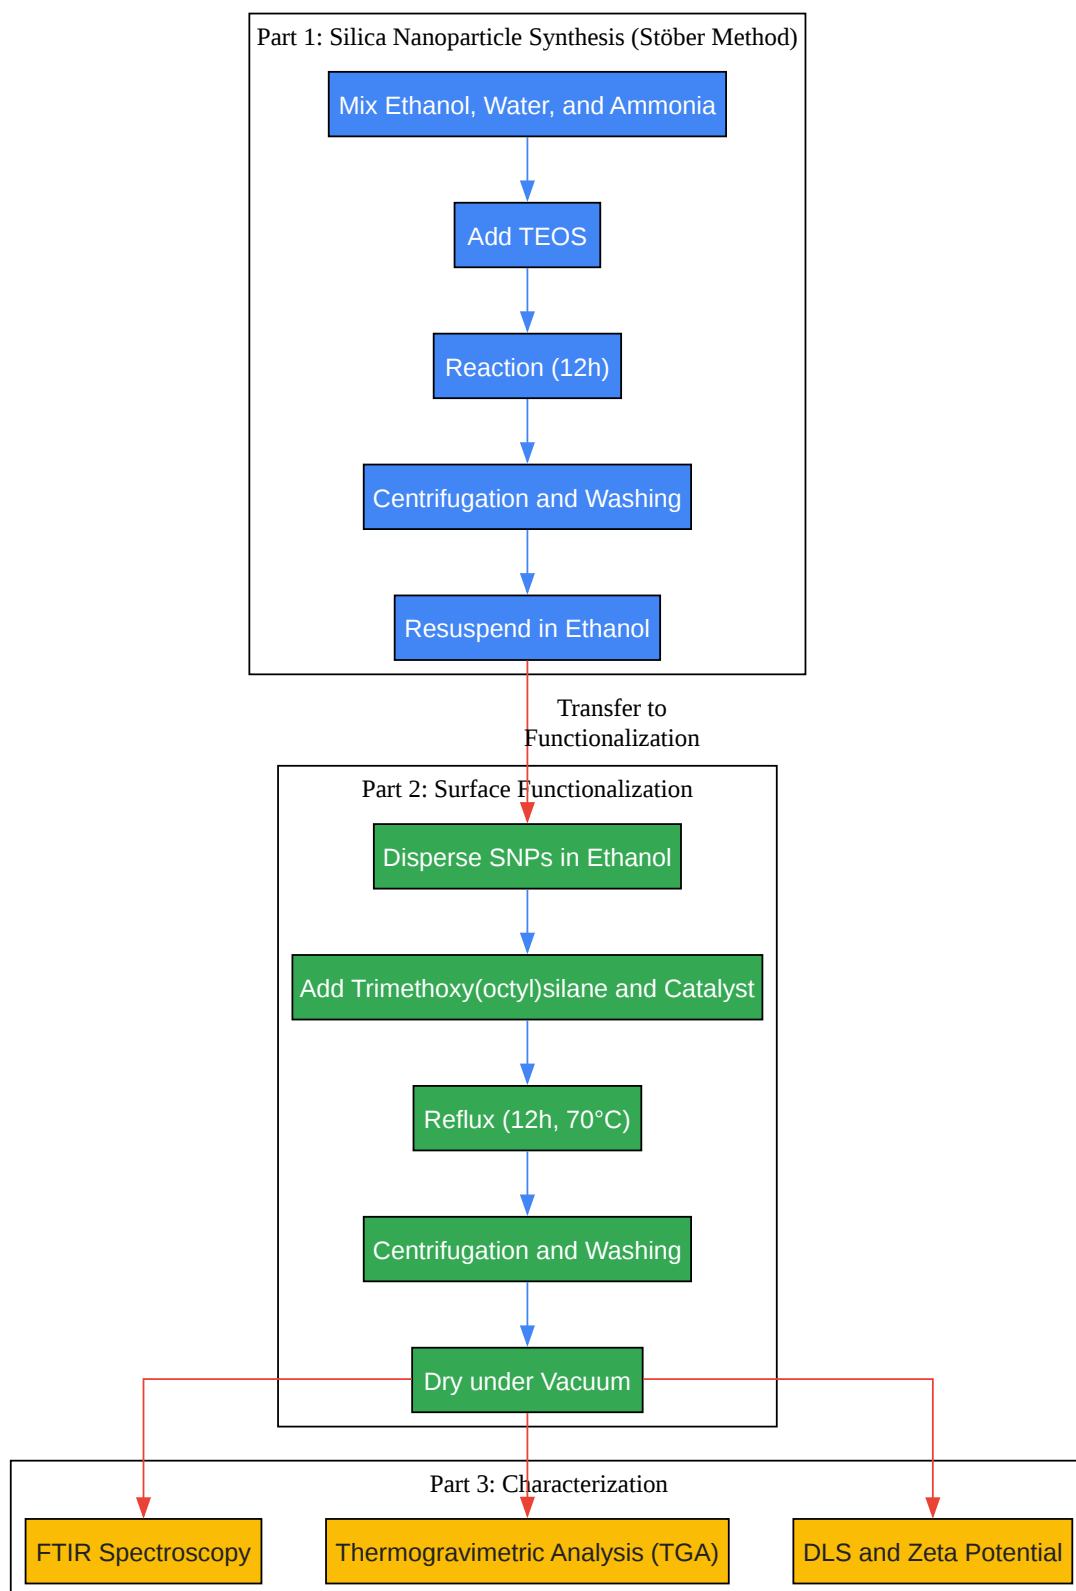 Part 1: Silica Nanoparticle Synthesis (Stöber Method)
Mix Ethanol, Water, and Ammonia
Add TEOS
Reaction (12h)
Centrifugation and Washing
Resuspend in Ethanol
Transfer to
Functionalization
Part 2: Surface Functionalization
Disperse SNPs in Ethanol
Add Trimethoxy(octyl)silane and Catalyst
Reflux (12h, 70°C)
Centrifugation and Washing
Dry under Vacuum
Part 3: Characterization
FTIR Spectroscopy
Thermogravimetric Analysis (TGA)
DLS and Zeta Potential